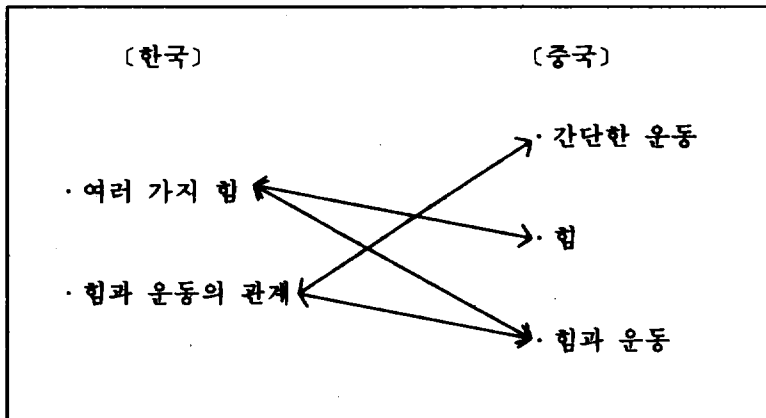 〔한국〕 〔중국〕
· 간단한 운동
· 여러 가지 힘
· 힘
· 힘과 운동의 관계
· 힘과 운동